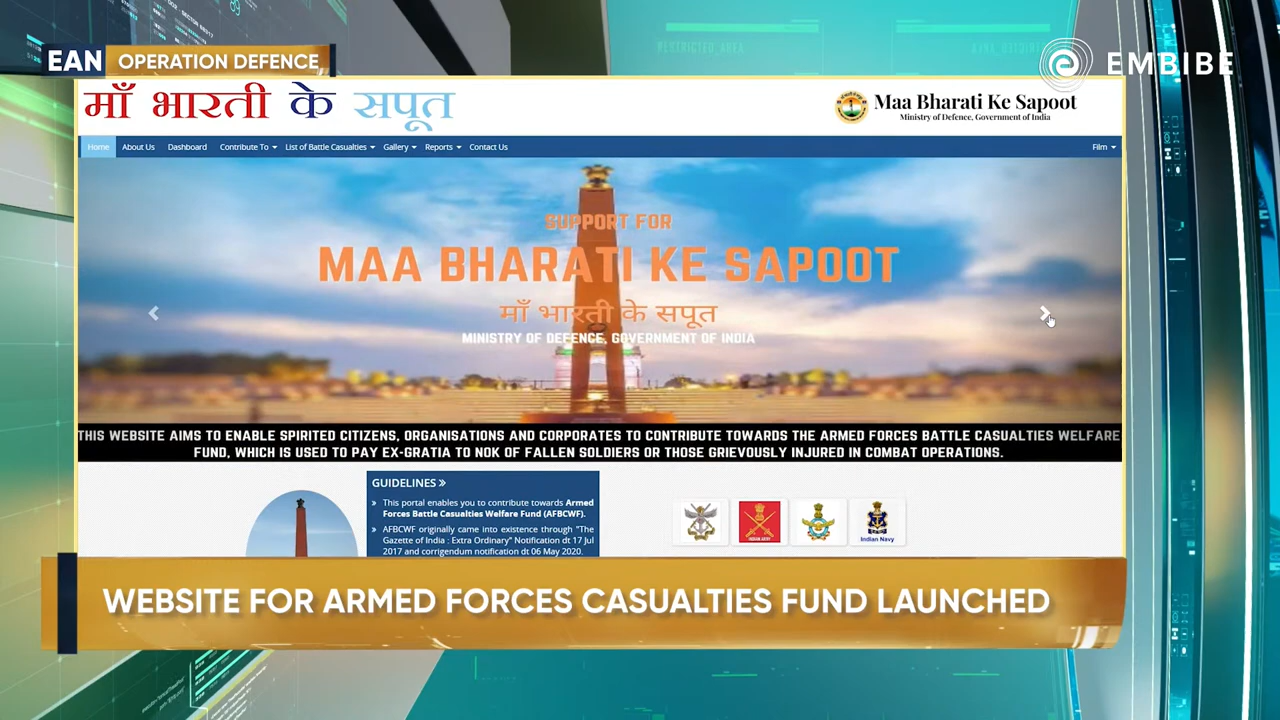 EAN OPERATION DEFENCE
EMBIBE
माँ भारती के सपूत
Maa Bharati Ke Sapoot
Ministry of Defence, Government of India
Home About Us Dashboard Contribute To List of Battle Casualties Gallery Reports Contact Us Film
SUPPORT FOR
MAA BHARATI KE SAPOOT
माँ भारती के सपूत
MINISTRY OF DEFENCE, GOVERNMENT OF INDIA
THIS WEBSITE AIMS TO ENABLE SPIRITED CITIZENS, ORGANISATIONS AND CORPORATES TO CONTRIBUTE TOWARDS THE ARMED FORCES BATTLE CASUALTIES WELFARE
FUND, WHICH IS USED TO PAY EX-GRATIA TO NOK OF FALLEN SOLDIERS OR THOSE GRIEVOUSLY INJURED IN COMBAT OPERATIONS.
GUIDELINES »
» This portal enables you to contribute towards Armed
Forces Battle Casualties Welfare Fund (AFBCWF).
» AFBCWF originally came into existence through "The
Gazette of India : Extra Ordinary" Notification dt 17 Jul
2017 and corrigendum notification dt 06 May 2020.
INDIAN ARMY
Indian Navy
WEBSITE FOR ARMED FORCES CASUALTIES FUND LAUNCHED